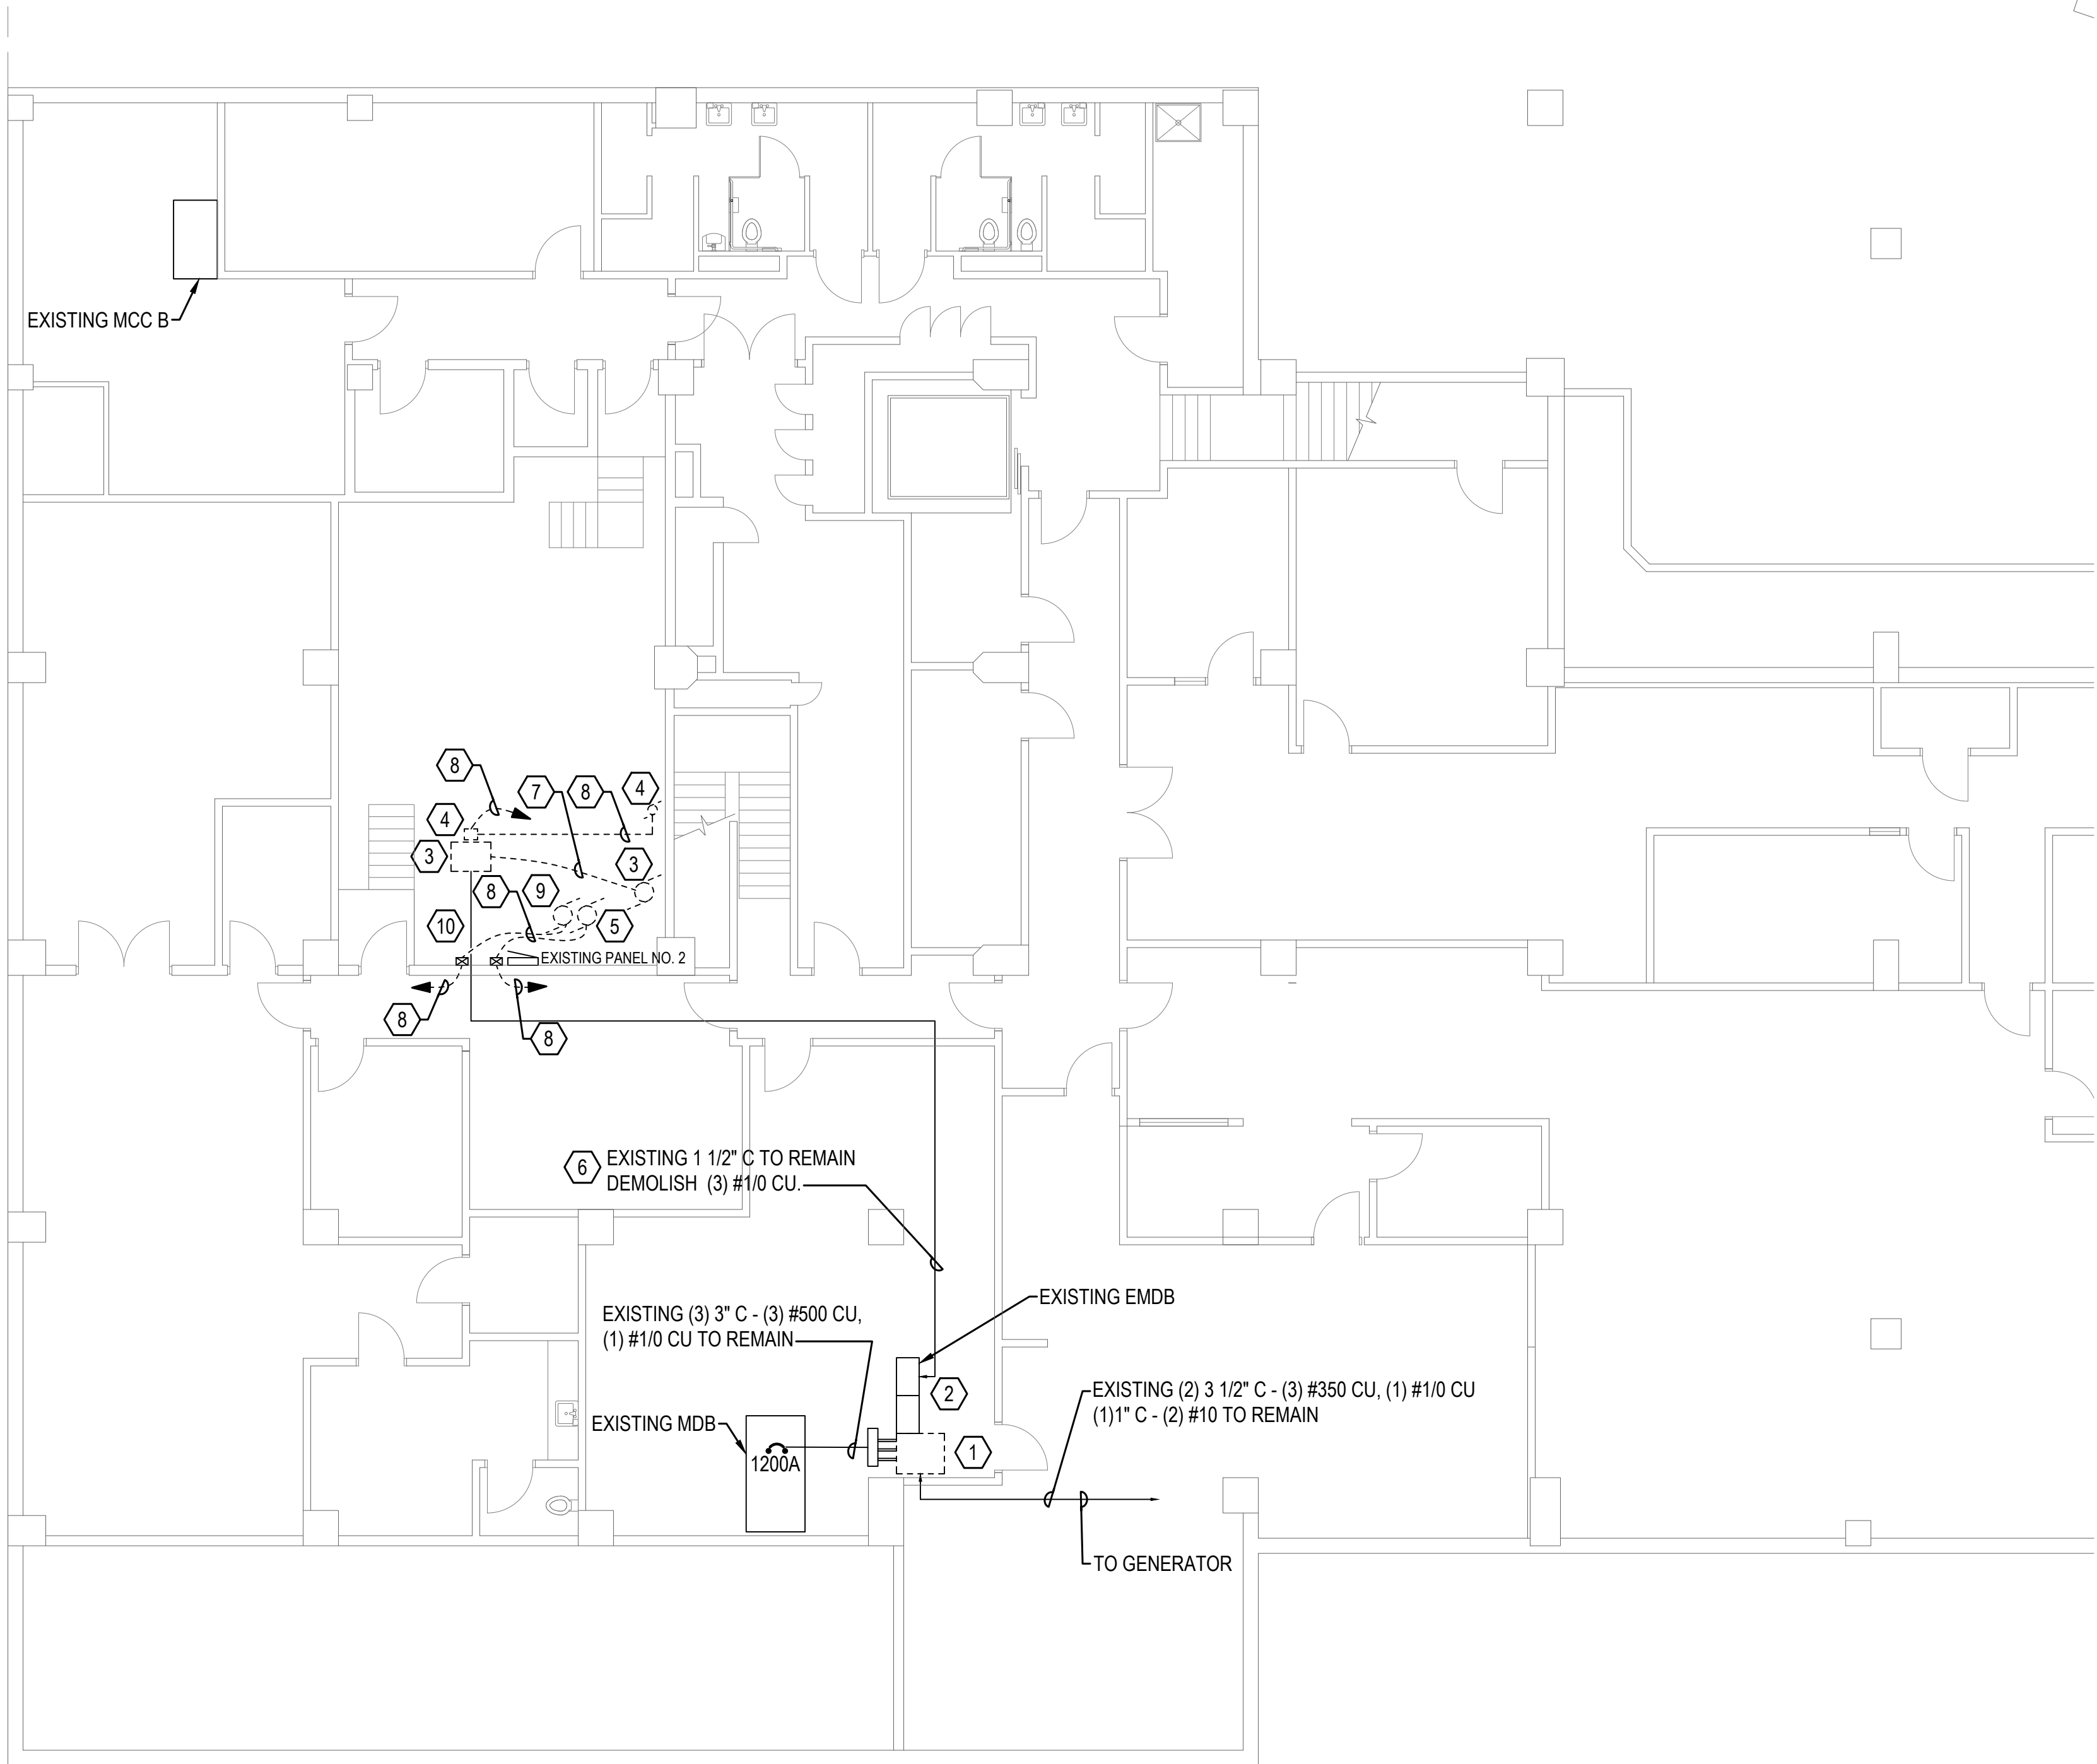 EXISTING MCC B
8
7
8
4
4
3
3
8
9
10
5
EXISTING PANEL NO. 2
8
8
6
EXISTING 1 1/2" C TO REMAIN
DEMOLISH (3) #1/0 CU.
EXISTING EMDB
EXISTING (3) 3" C - (3) #500 CU,
(1) #1/0 CU TO REMAIN
2
EXISTING (2) 3 1/2" C - (3) #350 CU, (1) #1/0 CU
(1)1" C - (2) #10 TO REMAIN
EXISTING MDB
1200A
1
TO GENERATOR